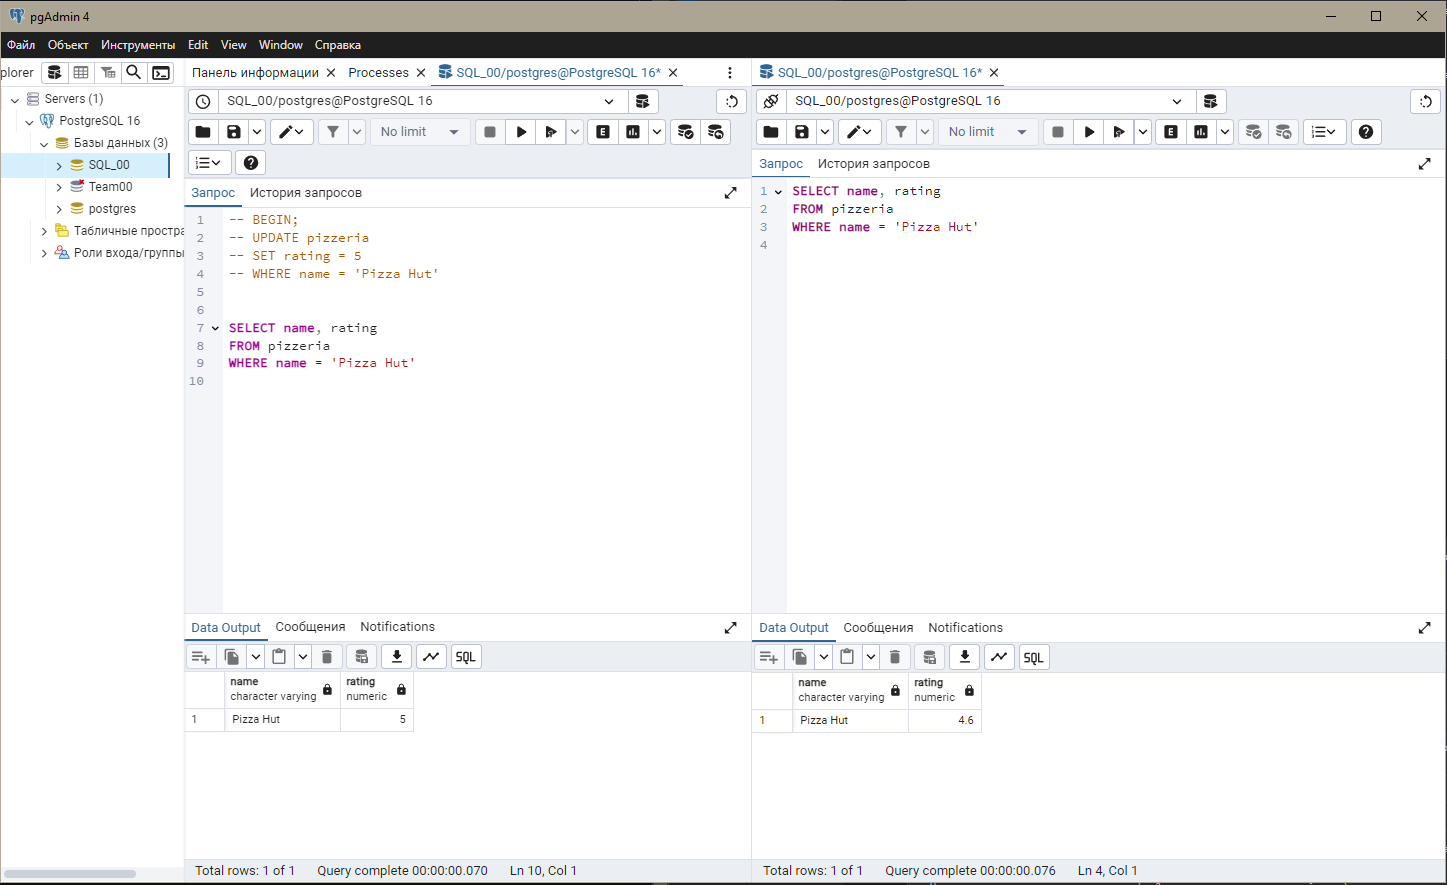 pgAdmin 4
Файл Объект Инструменты Edit View Window Справка
plorer
Servers (1)
PostgreSQL 16
Базы данных (3)
SQL_00
Team00
postgres
Табличные простра
Роли входа/группы
Панель информации Processes SQL_00/postgres@PostgreSQL 16*
SQL_00/postgres@PostgreSQL 16
No limit
E
Запрос История запросов
1 -- BEGIN;
2 -- UPDATE pizzeria
3 -- SET rating = 5
4 -- WHERE name = 'Pizza Hut'
5
6
7 SELECT name, rating
8 FROM pizzeria
9 WHERE name = 'Pizza Hut'
10
Data Output Сообщения Notifications
SQL
name rating
character varying numeric
1 Pizza Hut 5
Total rows: 1 of 1 Query complete 00:00:00.070 Ln 10, Col 1
SQL_00/postgres@PostgreSQL 16*
SQL_00/postgres@PostgreSQL 16
No limit
E
Запрос История запросов
1 SELECT name, rating
2 FROM pizzeria
3 WHERE name = 'Pizza Hut'
4
Data Output Сообщения Notifications
SQL
name rating
character varying numeric
1 Pizza Hut 4.6
Total rows: 1 of 1 Query complete 00:00:00.076 Ln 4, Col 1